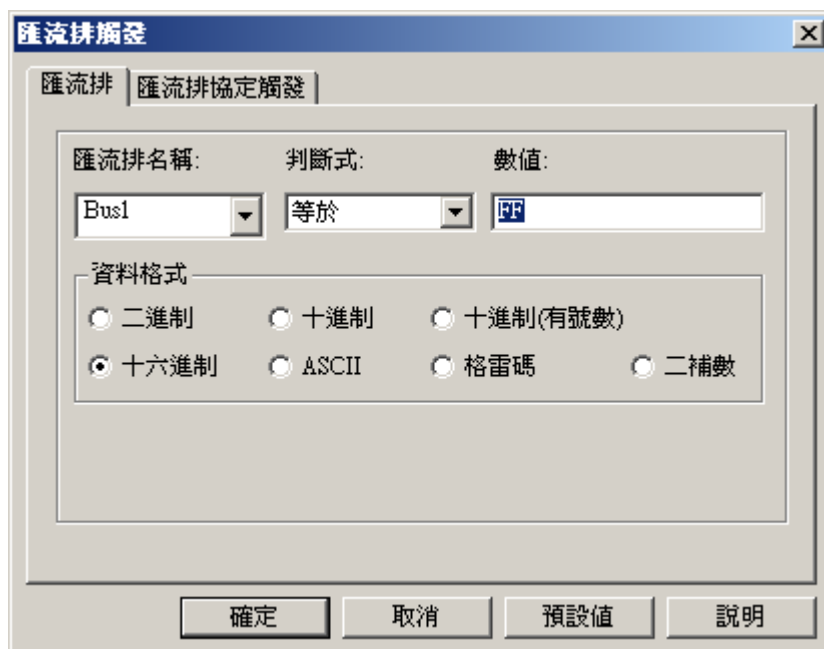 匯流排觸發
匯流排 匯流排協定觸發
匯流排名稱: 判斷式: 數值:
Bus1 等於 FF
資料格式
二進制 十進制 十進制(有號數)
十六進制 ASCII 格雷碼 二補數
確定 取消 預設值 說明